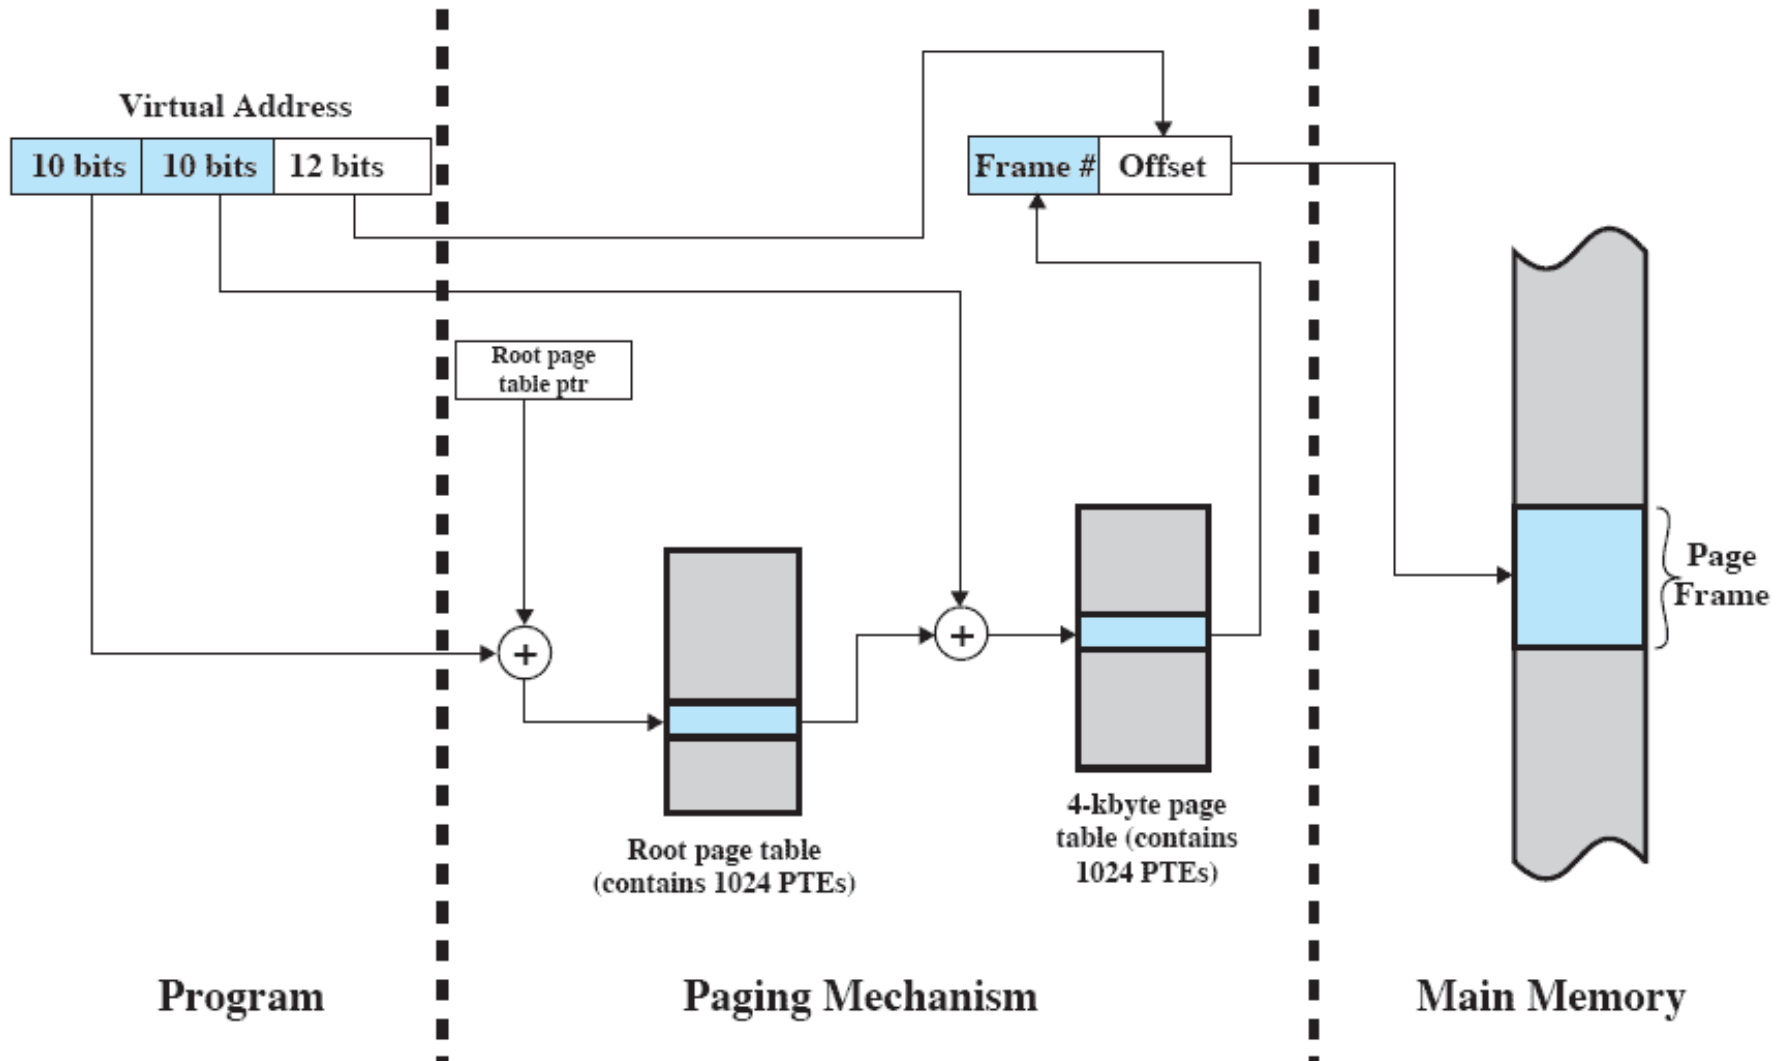 Virtual Address
10 bits
10 bits
12 bits
Frame #
Offset
Root page
table ptr
+
+
Page
Frame
4-kbyte page
table (contains
1024 PTEs)
Root page table
(contains 1024 PTEs)
Program
Paging Mechanism
Main Memory